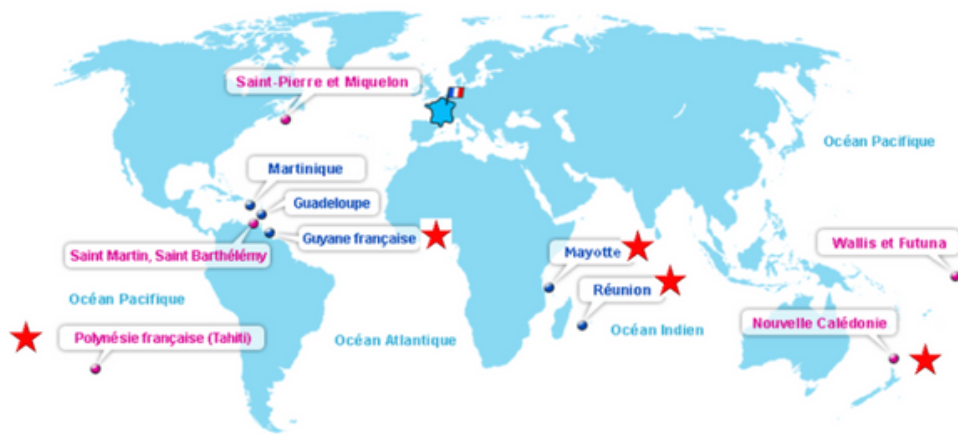 Saint-Pierre et Miquelon
Océan Pacifique
Martinique
Guadeloupe
Guyane française
Saint Martin, Saint Barthélémy
Mayotte
Wallis et Futuna
Réunion
Océan Pacifique
Océan Indien
Nouvelle Calédonie
Polynésie française (Tahiti)
Océan Atlantique